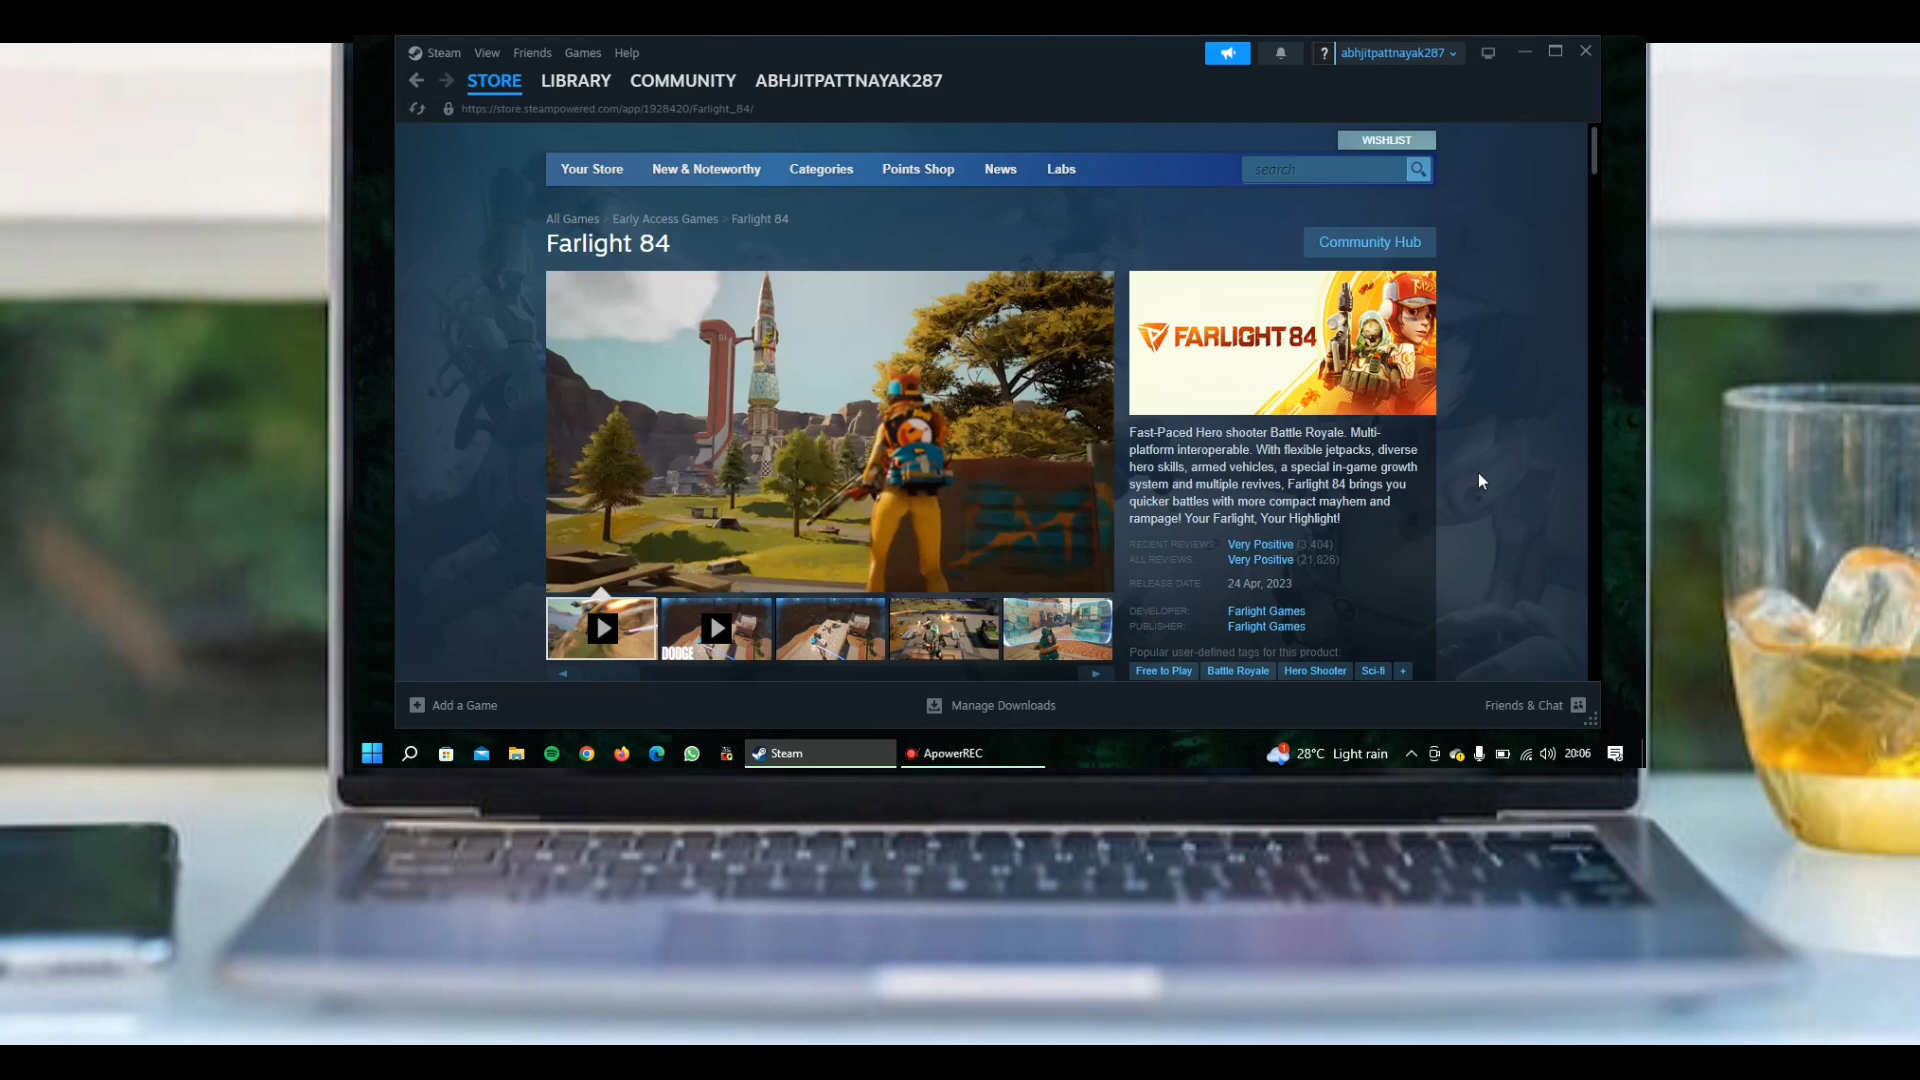 Steam View Friends Games Help
? abhjitpattnayak287
STORE LIBRARY COMMUNITY ABHJITPATTNAYAK287
https://store.steampowered.com/app/1928420/Farlight_84/
WISHLIST
Your Store New & Noteworthy Categories Points Shop News Labs search
All Games > Early Access Games > Farlight 84
Farlight 84
Community Hub
FARLIGHT 84
Fast-Paced Hero shooter Battle Royale. Multi-
platform interoperable. With flexible jetpacks, diverse
hero skills, armed vehicles, a special in-game growth
system and multiple revives, Farlight 84 brings you
quicker battles with more compact mayhem and
rampage! Your Farlight, Your Highlight!
RECENT REVIEWS: Very Positive (3,404)
ALL REVIEWS: Very Positive (21,826)
RELEASE DATE: 24 Apr, 2023
DEVELOPER: Farlight Games
PUBLISHER: Farlight Games
Popular user-defined tags for this product:
Free to Play Battle Royale Hero Shooter Sci-fi +
DODGE
Add a Game Manage Downloads Friends & Chat
Steam ApowerREC 1 28°C Light rain 20:06